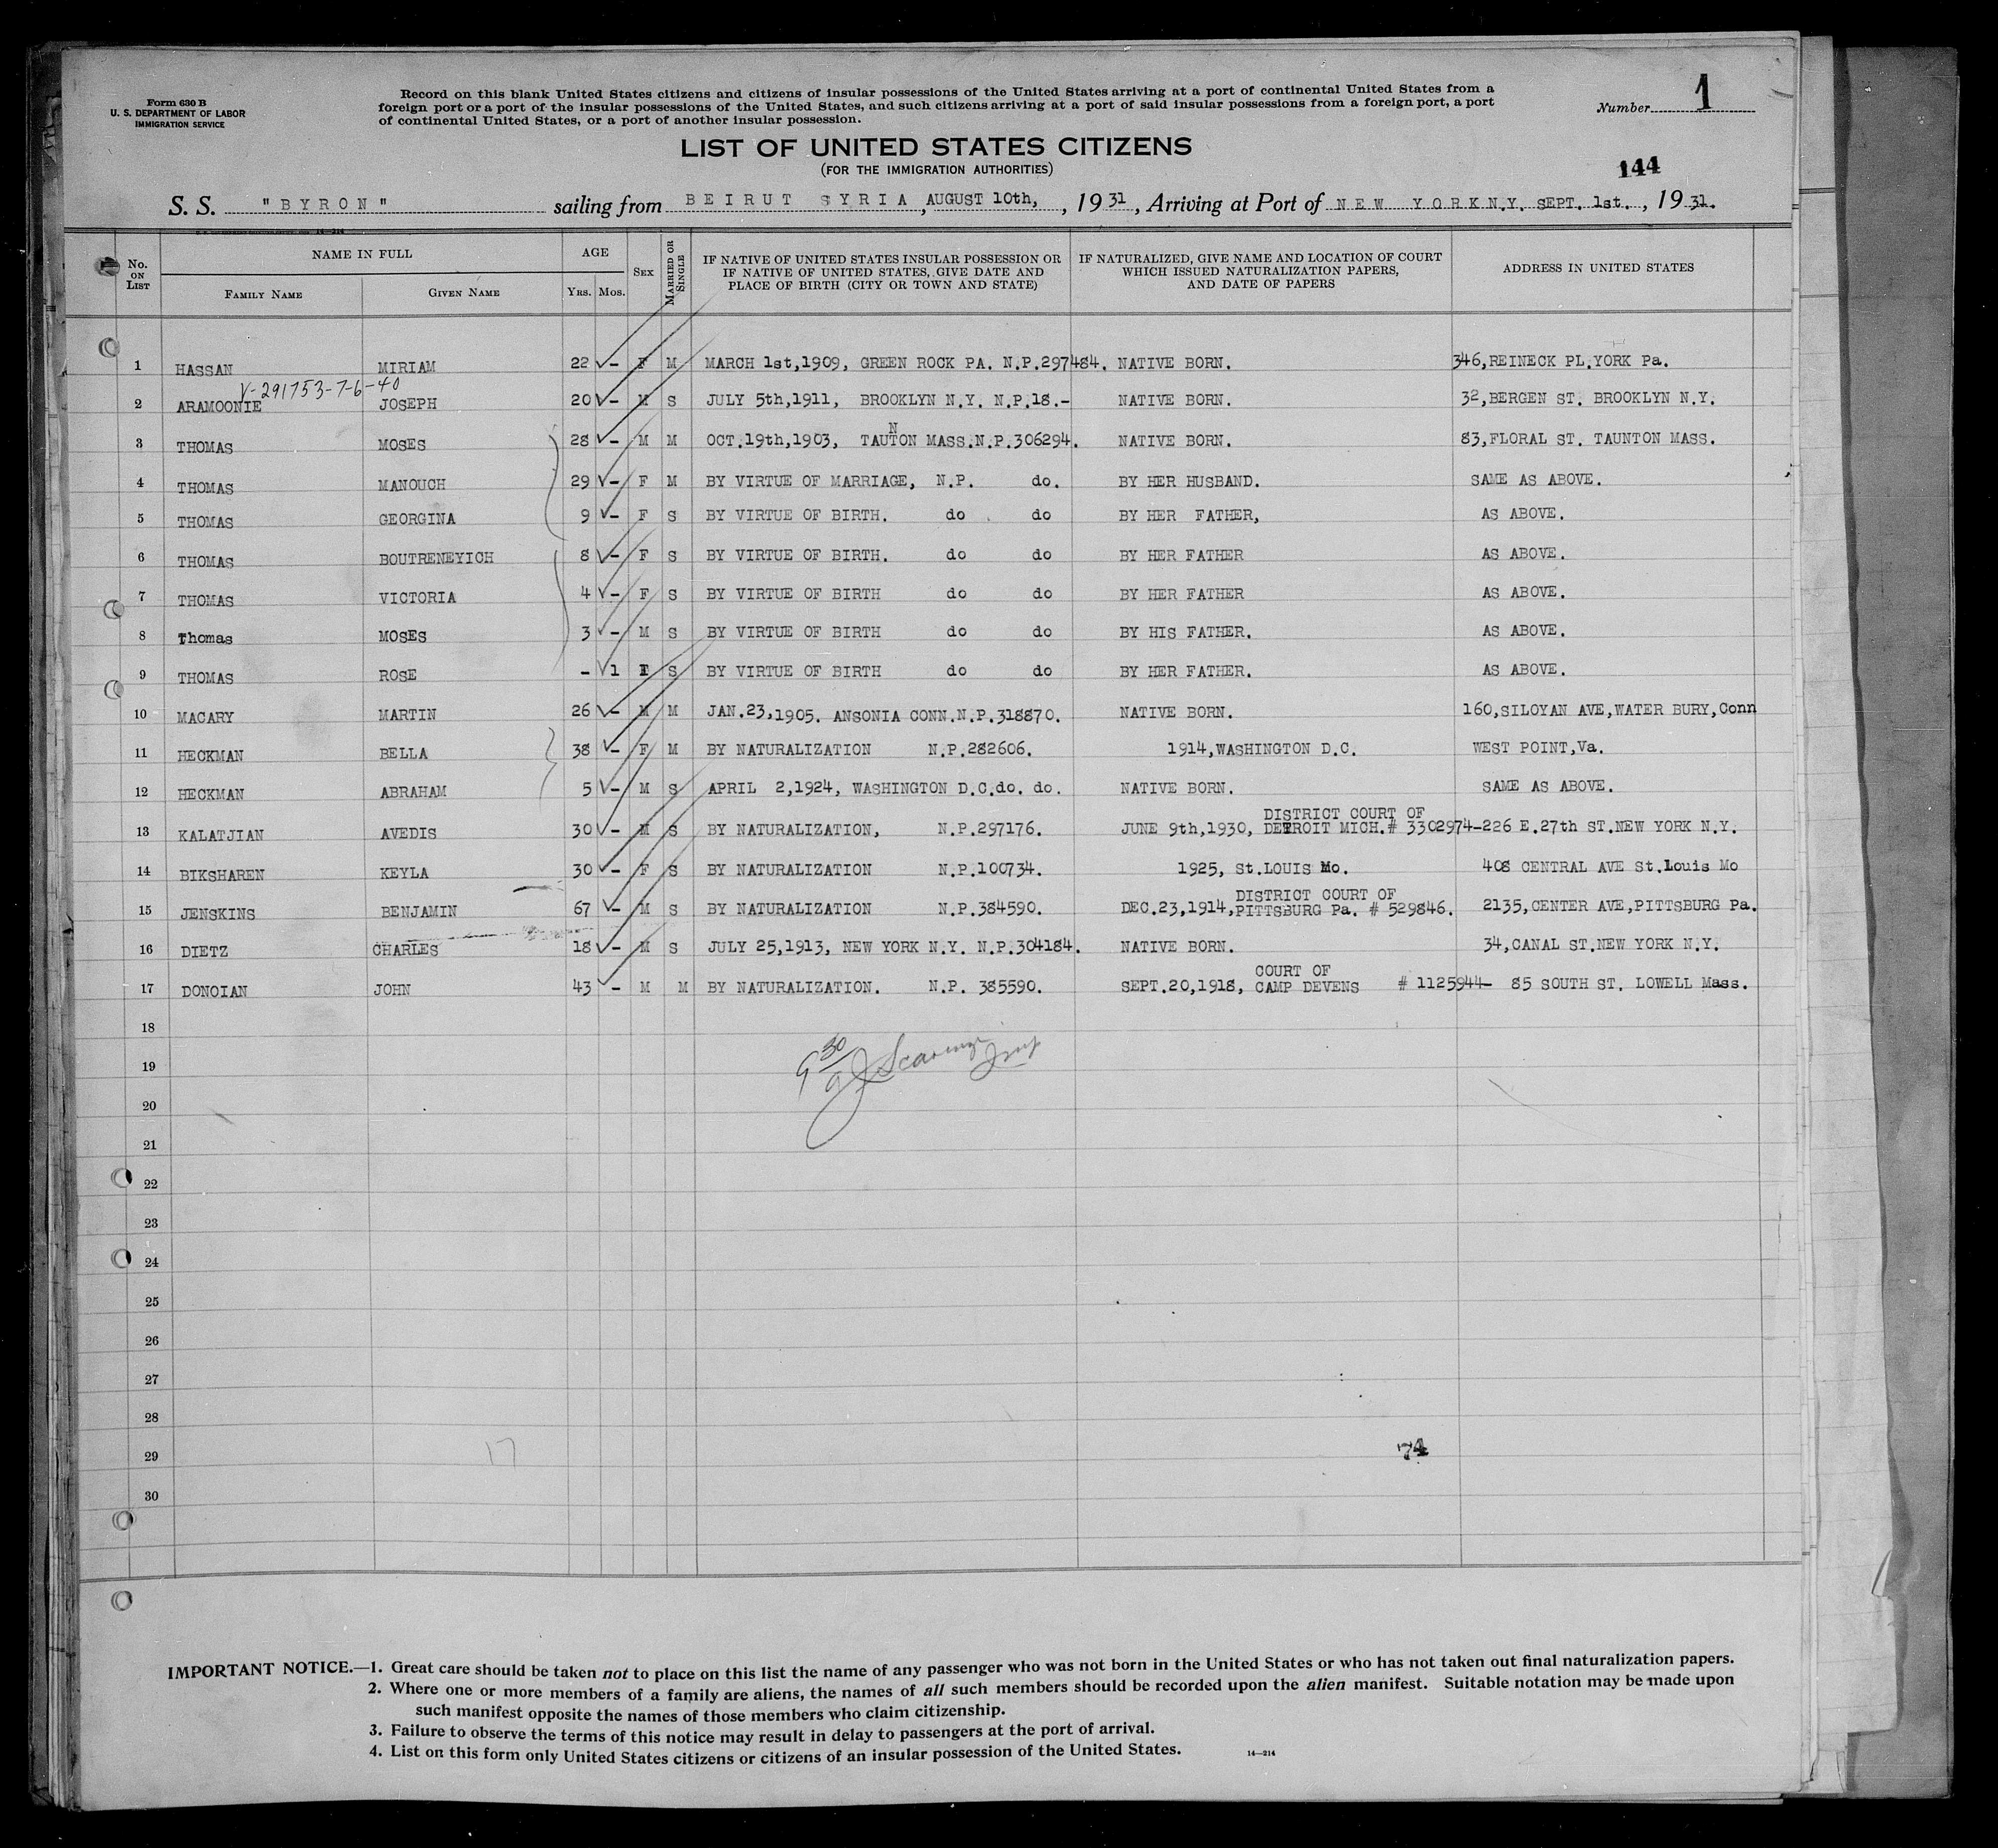 Form 630 B
U. S. DEPARTMENT OF LABOR
IMMIGRATION SERVICE
Record on this blank United States citizens and citizens of insular possessions of the United States arriving at a port of continental United States from a
foreign port or a port of the insular possessions of the United States, and such citizens arriving at a port of said insular possessions from a foreign port, a port
of continental United States, or a port of another insular possession.
Number 1
LIST OF UNITED STATES CITIZENS
(FOR THE IMMIGRATION AUTHORITIES)
144
S. S. "BYRON" sailing from BEIRUT SYRIA, AUGUST 10th, , 19 31, Arriving at Port of NEW YORK N.Y. SEPT. 1st. , 19 31.
No. ON LIST
NAME IN FULL
FAMILY NAME
GIVEN NAME
AGE
YRS. MOS.
SEX
MARRIED OR SINGLE
IF NATIVE OF UNITED STATES INSULAR POSSESSION OR
IF NATIVE OF UNITED STATES, GIVE DATE AND
PLACE OF BIRTH (CITY OR TOWN AND STATE)
IF NATURALIZED, GIVE NAME AND LOCATION OF COURT
WHICH ISSUED NATURALIZATION PAPERS,
AND DATE OF PAPERS
ADDRESS IN UNITED STATES
1 HASSAN MIRIAM 22 ✓ - F M MARCH 1st,1909, GREEN ROCK PA. N.P.297484. NATIVE BORN. 346,REINECK PL.YORK Pa.
V-291753-7-6-40
2 ARAMOONIE JOSEPH 20 ✓ - M S JULY 5th,1911, BROOKLYN N.Y. N.P.18.- NATIVE BORN. 32,BERGEN ST. BROOKLYN N.Y.
N
3 THOMAS MOSES 28 ✓ - M M OCT.19th,1903, TAUTON MASS.N.P.306294. NATIVE BORN. 83,FLORAL ST. TAUNTON MASS.
4 THOMAS MANOUCH 29 ✓ - F M BY VIRTUE OF MARRIAGE, N.P. do. BY HER HUSBAND. SAME AS ABOVE.
5 THOMAS GEORGINA 9 ✓ - F S BY VIRTUE OF BIRTH. do . do BY HER FATHER, AS ABOVE.
6 THOMAS BOUTRENEYICH 8 ✓ - F S BY VIRTUE OF BIRTH. do do BY HER FATHER AS ABOVE.
7 THOMAS VICTORIA 4 ✓ - F S BY VIRTUE OF BIRTH do do BY HER FATHER AS ABOVE.
8 Thomas MOSES 3 ✓ - M S BY VIRTUE OF BIRTH do do BY HIS FATHER. AS ABOVE.
9 THOMAS ROSE - ✓ 1 F S BY VIRTUE OF BIRTH do do BY HER FATHER. AS ABOVE.
10 MACARY MARTIN 26 ✓ - M M JAN.23,1905. ANSONIA CONN.N.P.318870. NATIVE BORN. 160,SILOYAN AVE,WATER BURY,Conn
11 HECKMAN BELLA 38 ✓ - F M BY NATURALIZATION N.P.282606. 1914,WASHINGTON D.C. WEST POINT,Va.
12 HECKMAN ABRAHAM 5 ✓ - M S APRIL 2,1924, WASHINGTON D.C.do. do. NATIVE BORN. SAME AS ABOVE.
DISTRICT COURT OF
13 KALATJIAN AVEDIS 30 ✓ - M S BY NATURALIZATION, N.P.297176. JUNE 9th,1930, DETROIT MICH.# 3302974-226 E.27th ST.NEW YORK N.Y.
14 BIKSHAREN KEYLA 30 ✓ - F S BY NATURALIZATION N.P.100734. 1925, St.LOUIS Mo. 408 CENTRAL AVE St.Louis Mo
DISTRICT COURT OF
15 JENSKINS BENJAMIN 67 ✓ - M S BY NATURALIZATION N.P.384590. DEC.23,1914,PITTSBURG Pa. # 529846. 2135,CENTER AVE,PITTSBURG Pa.
16 DIETZ CHARLES 18 ✓ - M S JULY 25,1913, NEW YORK N.Y. N.P.304184. NATIVE BORN. 34,CANAL ST.NEW YORK N.Y.
COURT OF
17 DONOIAN JOHN 43 ✓ - M M BY NATURALIZATION. N.P. 385590. SEPT.20,1918, CAMP DEVENS # 1125944- 85 SOUTH ST. LOWELL Mass.
18
19
20
21
22
23
24
25
26
27
28
29 17 74
30
IMPORTANT NOTICE.—1. Great care should be taken not to place on this list the name of any passenger who was not born in the United States or who has not taken out final naturalization papers.
2. Where one or more members of a family are aliens, the names of all such members should be recorded upon the alien manifest. Suitable notation may be made upon
such manifest opposite the names of those members who claim citizenship.
3. Failure to observe the terms of this notice may result in delay to passengers at the port of arrival.
4. List on this form only United States citizens or citizens of an insular possession of the United States.
14—214